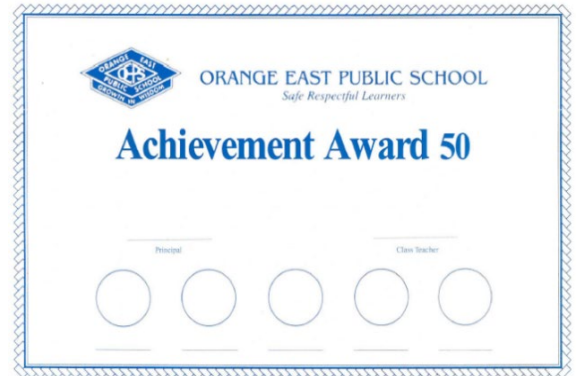 ORANGE EAST
PUBLIC SCHOOL
GROWTH IN WISDOM
ORANGE EAST PUBLIC SCHOOL
Safe Respectful Learners
Achievement Award 50
Principal Class Teacher